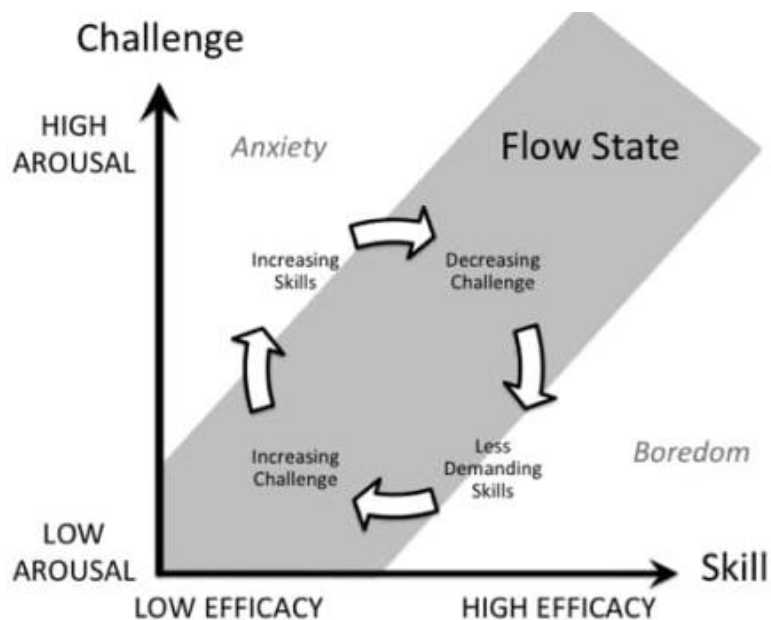 Challenge
HIGH
AROUSAL
Anxiety
Flow State
Increasing
Skills
Decreasing
Challenge
Increasing
Challenge
Less
Demanding
Skills
Boredom
LOW
AROUSAL
Skill
LOW EFFICACY
HIGH EFFICACY